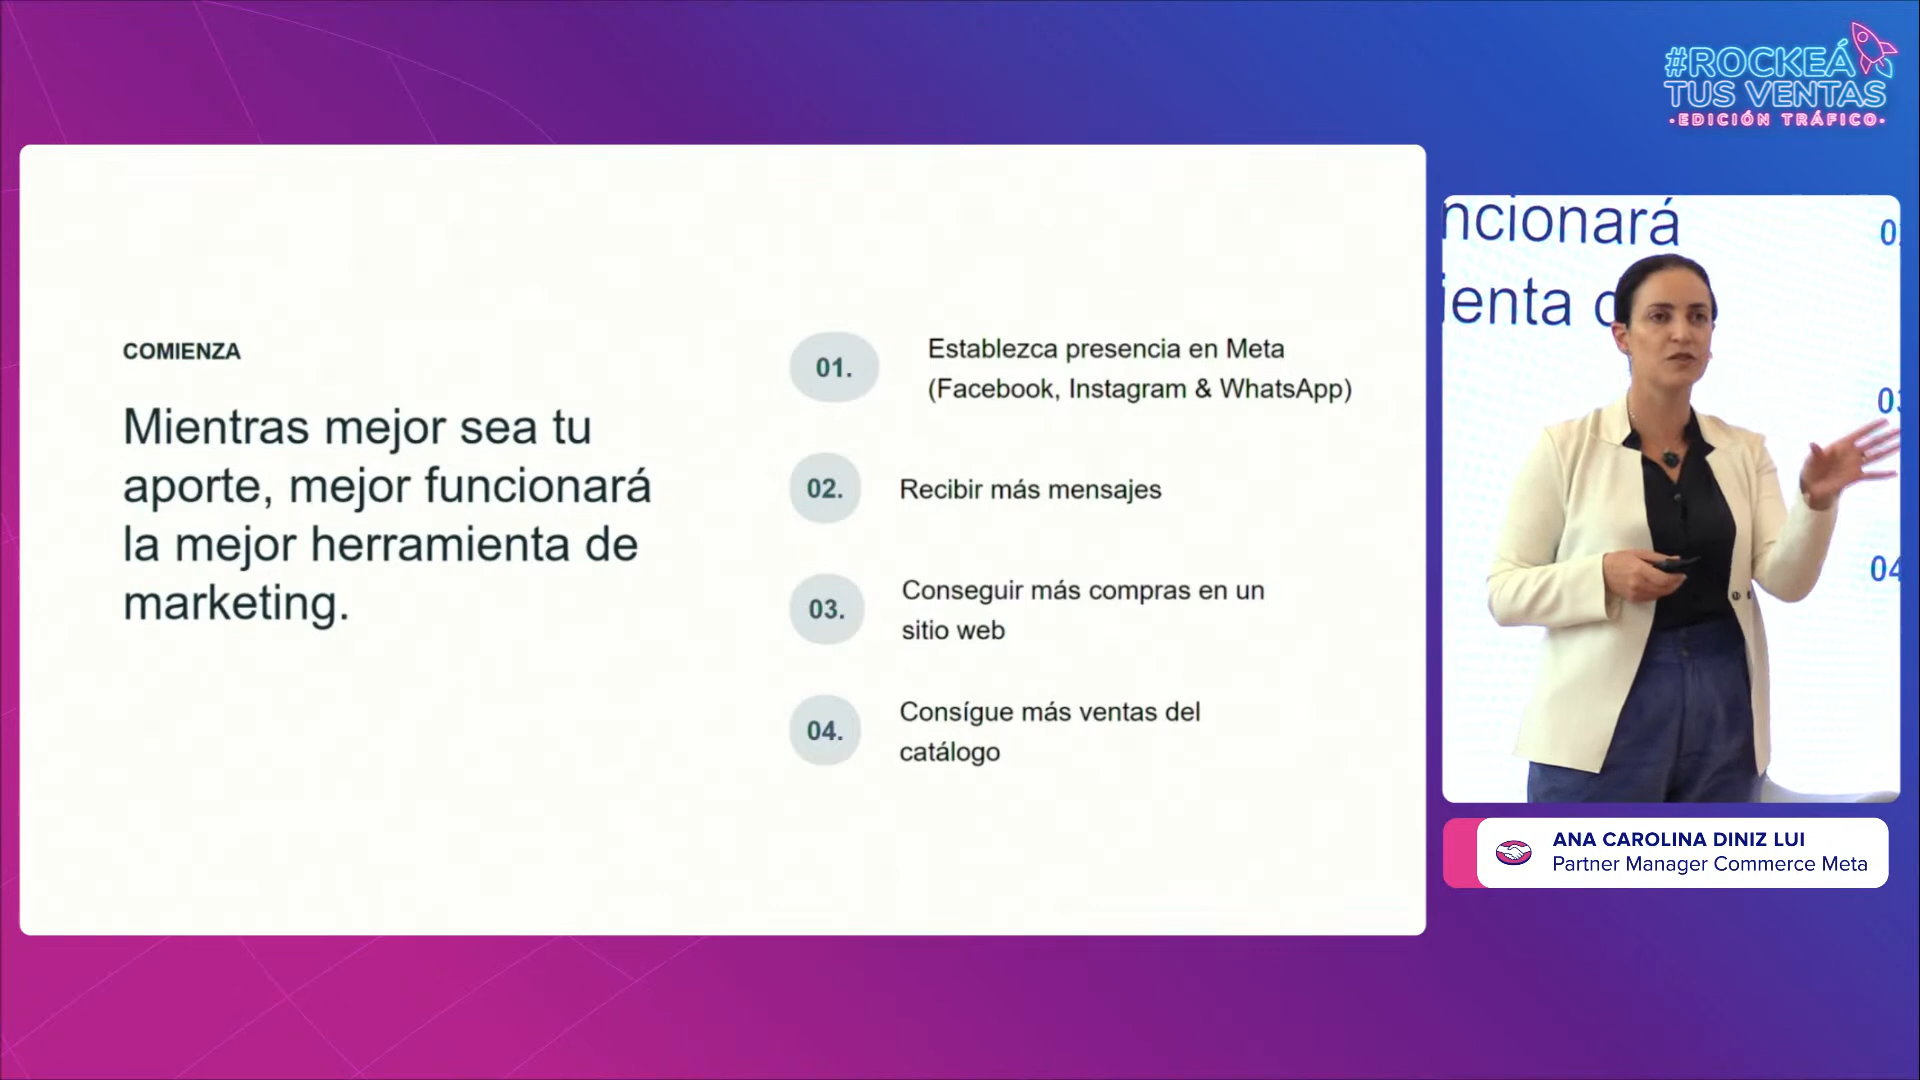 #ROCKEÁ
TUS VENTAS
•EDICIÓN TRÁFICO•
COMIENZA
Mientras mejor sea tu
aporte, mejor funcionará
la mejor herramienta de
marketing.
01.
Establezca presencia en Meta
(Facebook, Instagram & WhatsApp)
02.
Recibir más mensajes
03.
Conseguir más compras en un
sitio web
04.
Consígue más ventas del
catálogo
ncionará
ienta
04
ANA CAROLINA DINIZ LUI
Partner Manager Commerce Meta